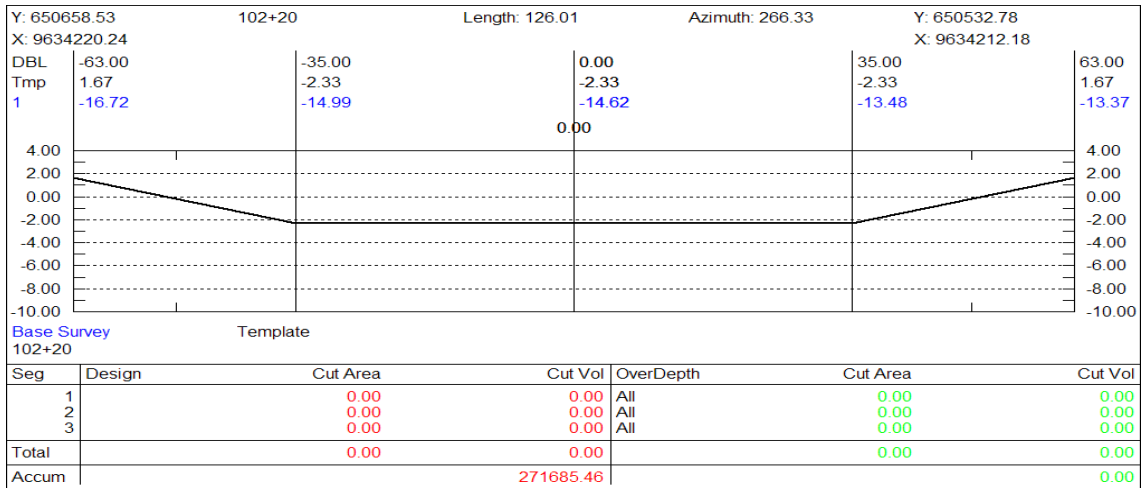 Y: 650658.53 102+20 Length: 126.01 Azimuth: 266.33 Y: 650532.78
X: 9634220.24 X: 9634212.18
DBL -63.00 -35.00 0.00 35.00 63.00
Tmp 1.67 -2.33 -2.33 -2.33 1.67
1 -16.72 -14.99 -14.62 -13.48 -13.37
0.00
4.00 4.00
2.00 2.00
0.00 0.00
-2.00 -2.00
-4.00 -4.00
-6.00 -6.00
-8.00 -8.00
-10.00 -10.00
Base Survey Template
102+20
Seg Design Cut Area Cut Vol OverDepth Cut Area Cut Vol
1 0.00 0.00 All 0.00 0.00
2 0.00 0.00 All 0.00 0.00
3 0.00 0.00 All 0.00 0.00
Total 0.00 0.00 0.00 0.00
Accum 271685.46 0.00